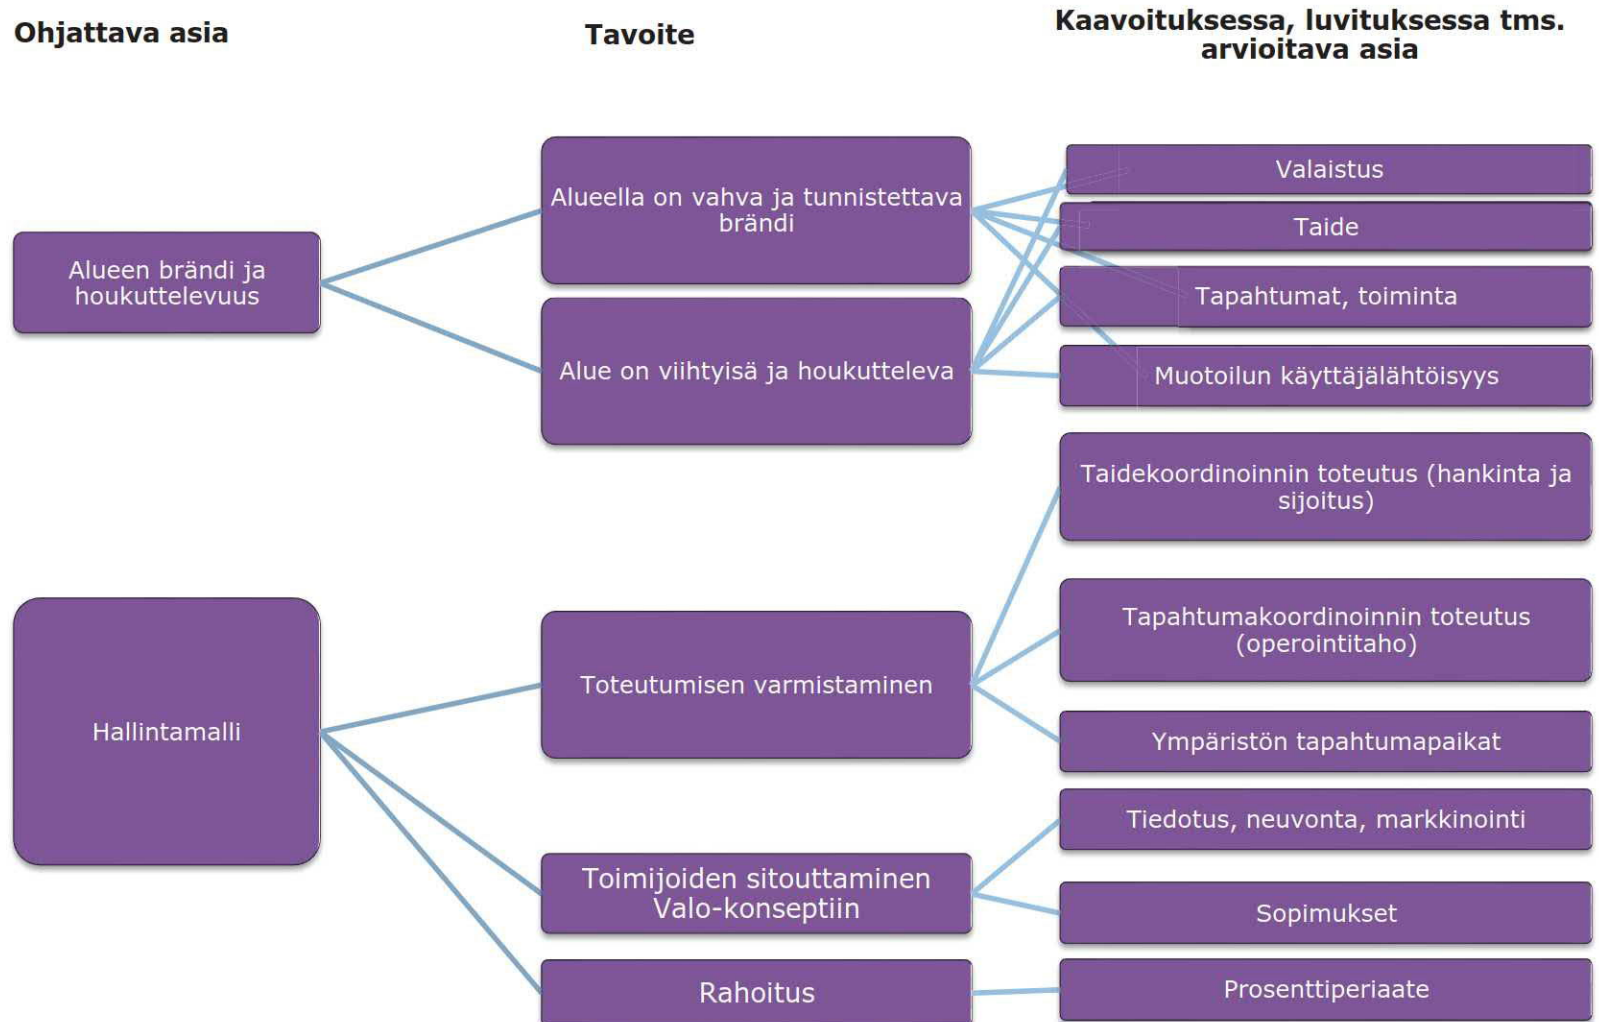 Ohjattava asia
Tavoite
Kaavoituksessa, luvituksessa tms.
arvioitava asia
Alueen brändi ja
houkuttelevuus
Alueella on vahva ja tunnistettava
brändi
Alue on viihtyisä ja houkutteleva
Valaistus
Taide
Tapahtumat, toiminta
Muotoilun käyttäjälähtöisyys
Hallintamalli
Toteutumisen varmistaminen
Toimijoiden sitouttaminen
Valo-konseptiin
Rahoitus
Taidekoordinoinnin toteutus (hankinta ja
sijoitus)
Tapahtumakoordinoinnin toteutus
(operointitaho)
Ympäristön tapahtumapaikat
Tiedotus, neuvonta, markkinointi
Sopimukset
Prosenttiperiaate